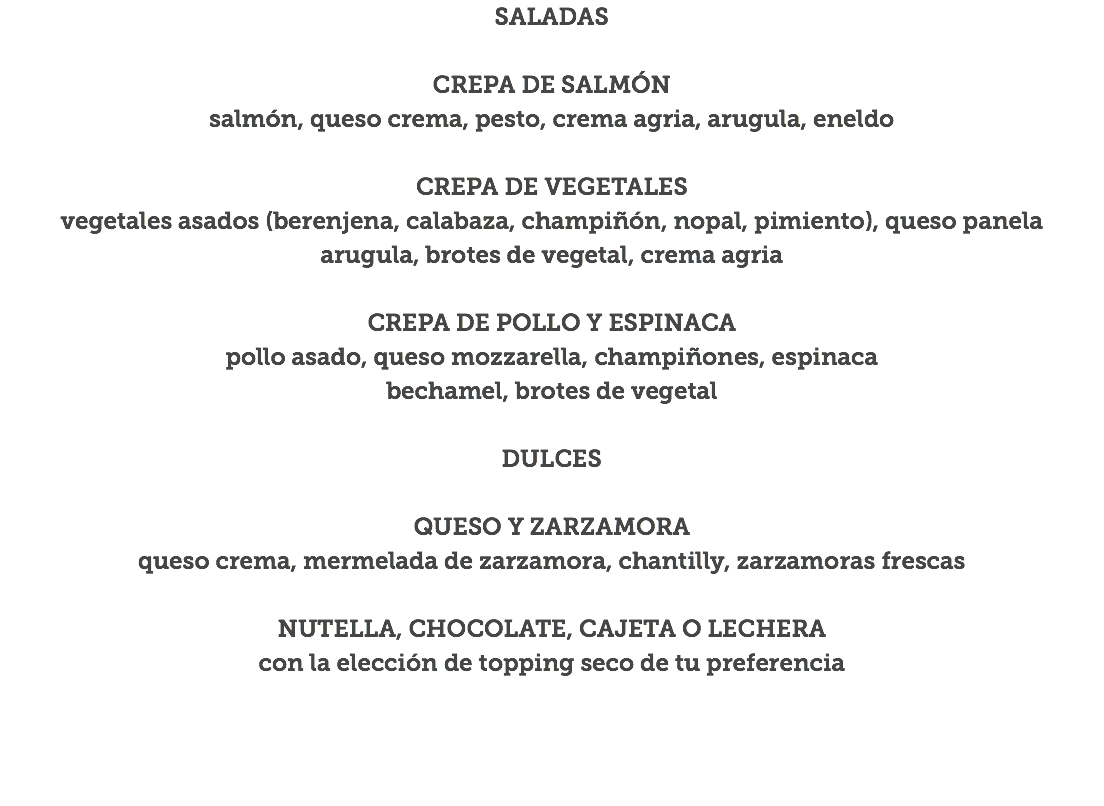 SALADAS
CREPA DE SALMÓN
salmón, queso crema, pesto, crema agria, arugula, eneldo
CREPA DE VEGETALES
vegetales asados (berenjena, calabaza, champiñón, nopal, pimiento), queso panela
arugula, brotes de vegetal, crema agria
CREPA DE POLLO Y ESPINACA
pollo asado, queso mozzarella, champiñones, espinaca
bechamel, brotes de vegetal
DULCES
QUESO Y ZARZAMORA
queso crema, mermelada de zarzamora, chantilly, zarzamoras frescas
NUTELLA, CHOCOLATE, CAJETA O LECHERA
con la elección de topping seco de tu preferencia